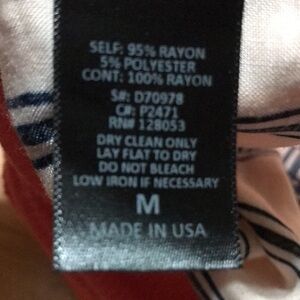 SELF: 95% RAYON
5% POLYESTER
CONT: 100% RAYON
S#: D70978
C#: P2471
RN# 128053
DRY CLEAN ONLY
LAY FLAT TO DRY
DO NOT BLEACH
LOW IRON IF NECESSARY
M
MADE IN USA